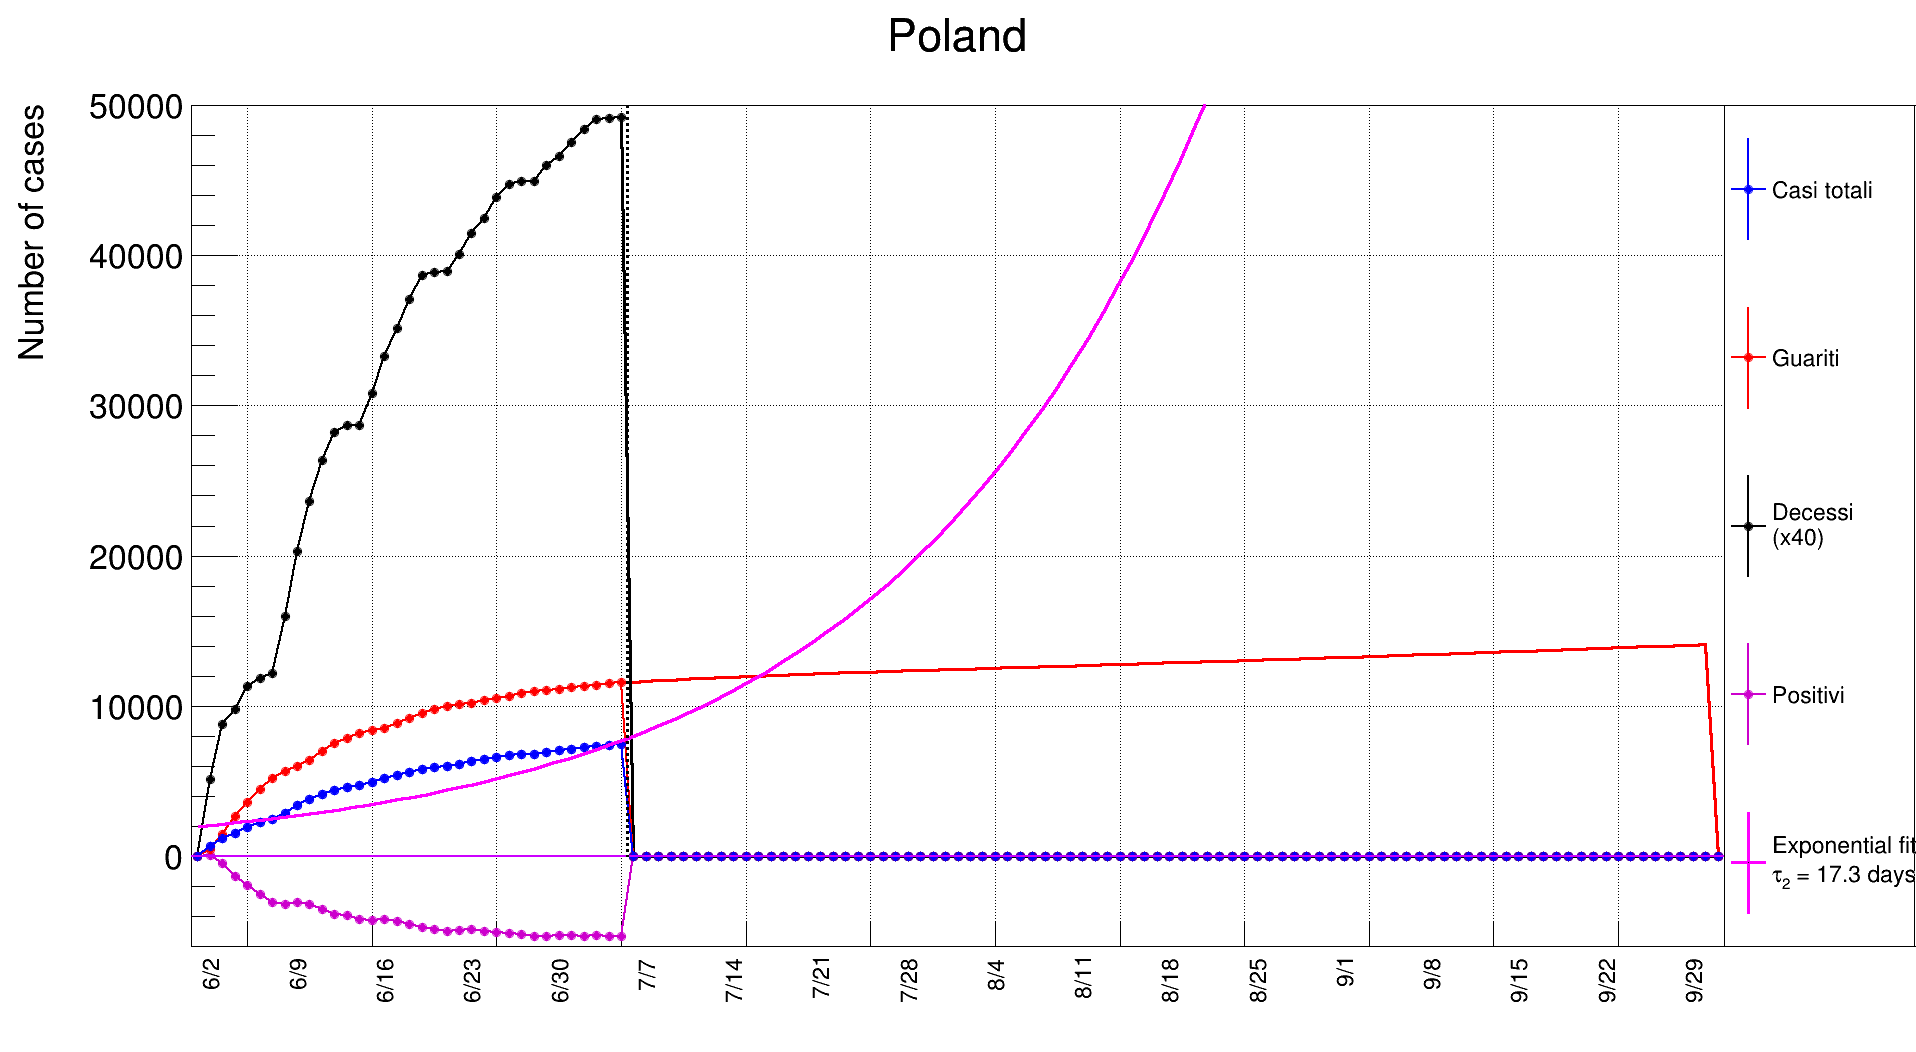 Poland
Number of cases
50000
40000
30000
20000
10000
0
6/2
6/9
6/16
6/23
6/30
7/7
7/14
7/21
7/28
8/4
8/11
8/18
8/25
9/1
9/8
9/15
9/22
9/29
Casi totali
Guariti
Decessi
(x40)
Positivi
Exponential fit
τ₂ = 17.3 days